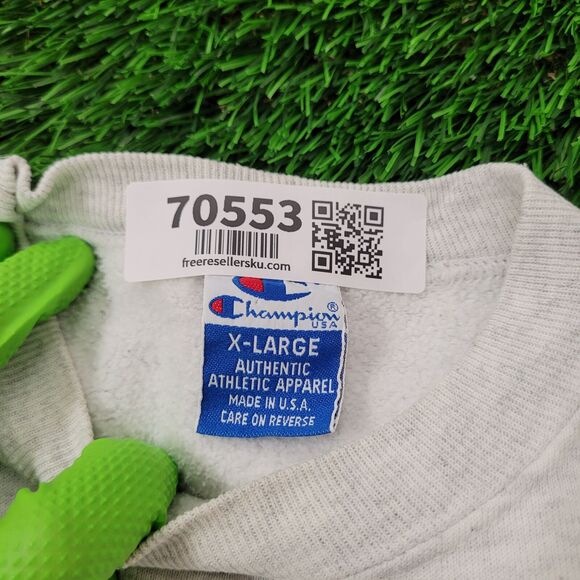 70553
freeresellersku.com
Champion®
USA
X-LARGE
AUTHENTIC
ATHLETIC APPAREL
MADE IN U.S.A.
CARE ON REVERSE